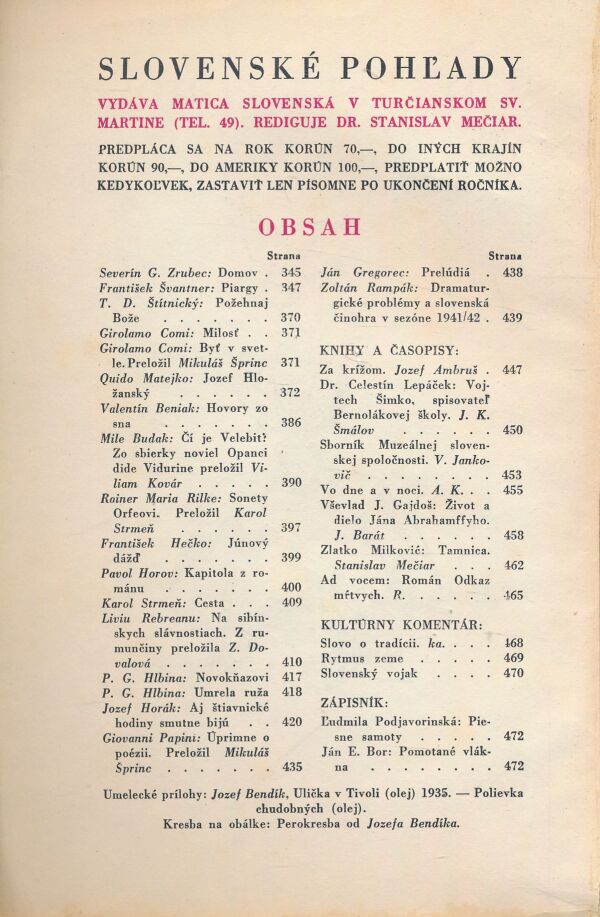 SLOVENSKÉ POHĽADY
VYDÁVA MATICA SLOVENSKÁ V TURČIANSKOM SV.
MARTINE (TEL. 49). REDIGUJE DR. STANISLAV MEČIAR.
PREDPLÁCA SA NA ROK KORÚN 70,—, DO INÝCH KRAJÍN
KORÚN 90,—, DO AMERIKY KORÚN 100,—, PREDPLATIŤ MOŽNO
KEDYKOĽVEK, ZASTAVIŤ LEN PÍSOMNE PO UKONČENÍ ROČNÍKA.
OBSAH
Strana
Severín G. Zrubec: Domov . 345
František Švantner: Piargy . 347
T. D. Štítnický: Požehnaj
Bože . . . . . 370
Girolamo Comi: Milosť . . 371
Girolamo Comi: Byť v svet-
le. Preložil Mikuláš Šprinc 371
Quido Matejko: Jozef Hlo-
žanský . . . . . . 372
Valentín Beniak: Hovory zo
sna . . . . . . . 386
Mile Budak: Čí je Velebit?
Zo sbierky noviel Opanci
dide Vidurine preložil Vi-
liam Kovár . . . . . 390
Rainer Maria Rilke: Sonety
Orfeovi. Preložil Karol
Strmeň . . . . . . 397
František Hečko: Júnový
dážď . . . . . . 399
Pavol Horov: Kapitola z ro-
mánu . . . . . . 400
Karol Strmeň: Cesta . . . 409
Liviu Rebreanu: Na sibín-
skych slávnostiach. Z ru-
munčiny preložila Z. Do-
valová . . . . . . 410
P. G. Hlbina: Novokňazovi 417
P. G. Hlbina: Umrela ruža 418
Jozef Horák: Aj štiavnické
hodiny smutne bijú . . 420
Giovanni Papini: Úprimne o
poézii. Preložil Mikuláš
Šprinc . . . . . . . 435
Strana
Ján Gregorec: Prelúdiá . 438
Zoltán Rampák: Dramatur-
gické problémy a slovenská
činohra v sezóne 1941/42 . 439
KNIHY A ČASOPISY:
Za krížom. Jozef Ambruš . 447
Dr. Celestín Lepáček: Voj-
tech Šimko, spisovateľ
Bernolákovej školy. J. K.
Šmálov . . . . . . 450
Sborník Muzeálnej sloven-
skej spoločnosti. V. Janko-
vič . . . . . . . 453
Vo dne a v noci. A. K. . . 455
Vševlad J. Gajdoš: Život a
dielo Jána Abrahamffyho.
J. Barát . . . . . . 458
Zlatko Milković: Tamnica.
Stanislav Mečiar . . . 462
Ad vocem: Román Odkaz
mŕtvych. R. . . . . . 465
KULTÚRNY KOMENTÁR:
Slovo o tradícii. ka. . . . 468
Rytmus zeme . . . . . 469
Slovenský vojak . . . . 470
ZÁPISNÍK:
Ľudmila Podjavorinská: Pie-
sne samoty . . . . . 472
Ján E. Bor: Pomotané vlák-
na . . . . . . . . 472
Umelecké prílohy: Jozef Bendík, Ulička v Tivoli (olej) 1935. — Polievka
chudobných (olej).
Kresba na obálke: Perokresba od Jozefa Bendíka.